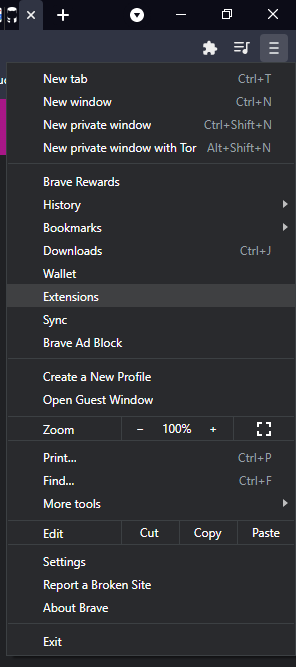 New tab Ctrl+T
New window Ctrl+N
New private window Ctrl+Shift+N
New private window with Tor Alt+Shift+N
Brave Rewards
History
Bookmarks
Downloads Ctrl+J
Wallet
Extensions
Sync
Brave Ad Block
Create a New Profile
Open Guest Window
Zoom − 100% +
Print... Ctrl+P
Find... Ctrl+F
More tools
Edit Cut Copy Paste
Settings
Report a Broken Site
About Brave
Exit